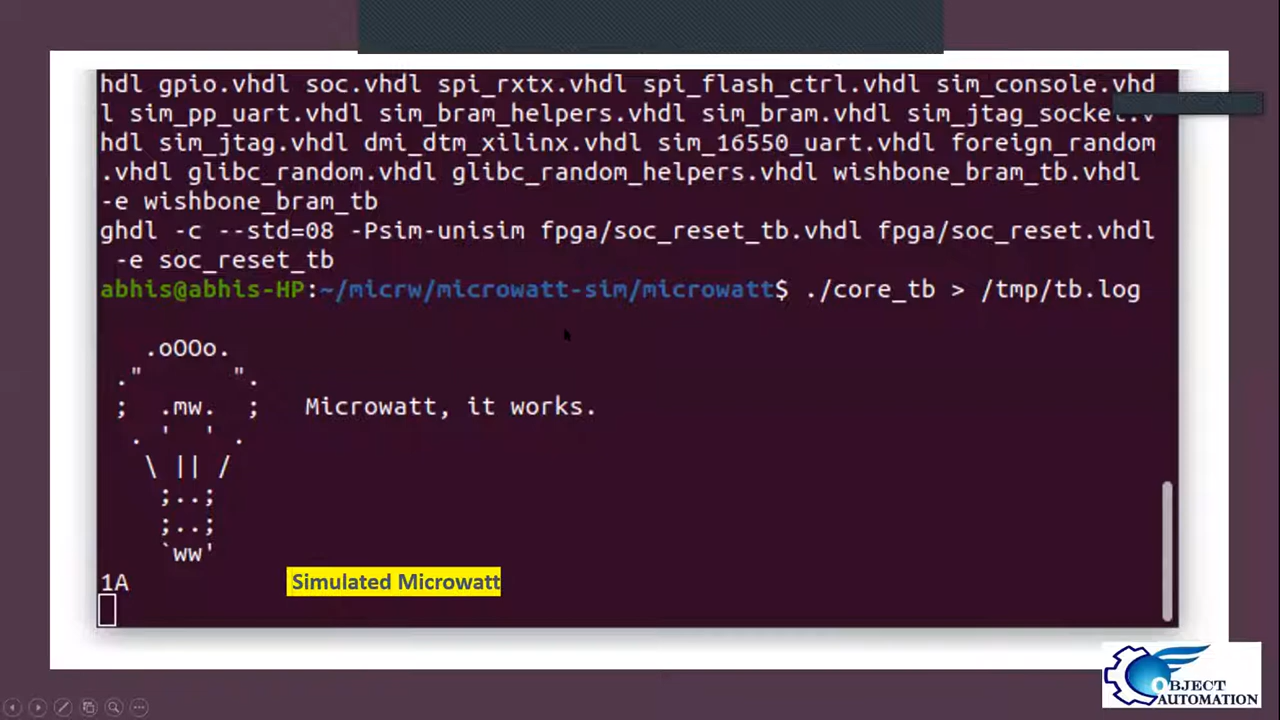 hdl gpio.vhdl soc.vhdl spi_rxtx.vhdl spi_flash_ctrl.vhdl sim_console.vhd
l sim_pp_uart.vhdl sim_bram_helpers.vhdl sim_bram.vhdl sim_jtag_socket.v
hdl sim_jtag.vhdl dmi_dtm_xilinx.vhdl sim_16550_uart.vhdl foreign_random
.vhdl glibc_random.vhdl glibc_random_helpers.vhdl wishbone_bram_tb.vhdl
-e wishbone_bram_tb
ghdl -c --std=08 -Psim-unisim fpga/soc_reset_tb.vhdl fpga/soc_reset.vhdl
 -e soc_reset_tb
abhis@abhis-HP:~/micrw/microwatt-sim/microwatt$ ./core_tb > /tmp/tb.log
   .oOOo.
 ."      ".
 ;  .mw.  ;   Microwatt, it works.
  . '  ' .
   \ || /
    ;..;
    ;..;
    `ww'
1A
Simulated Microwatt
OBJECT
AUTOMATION